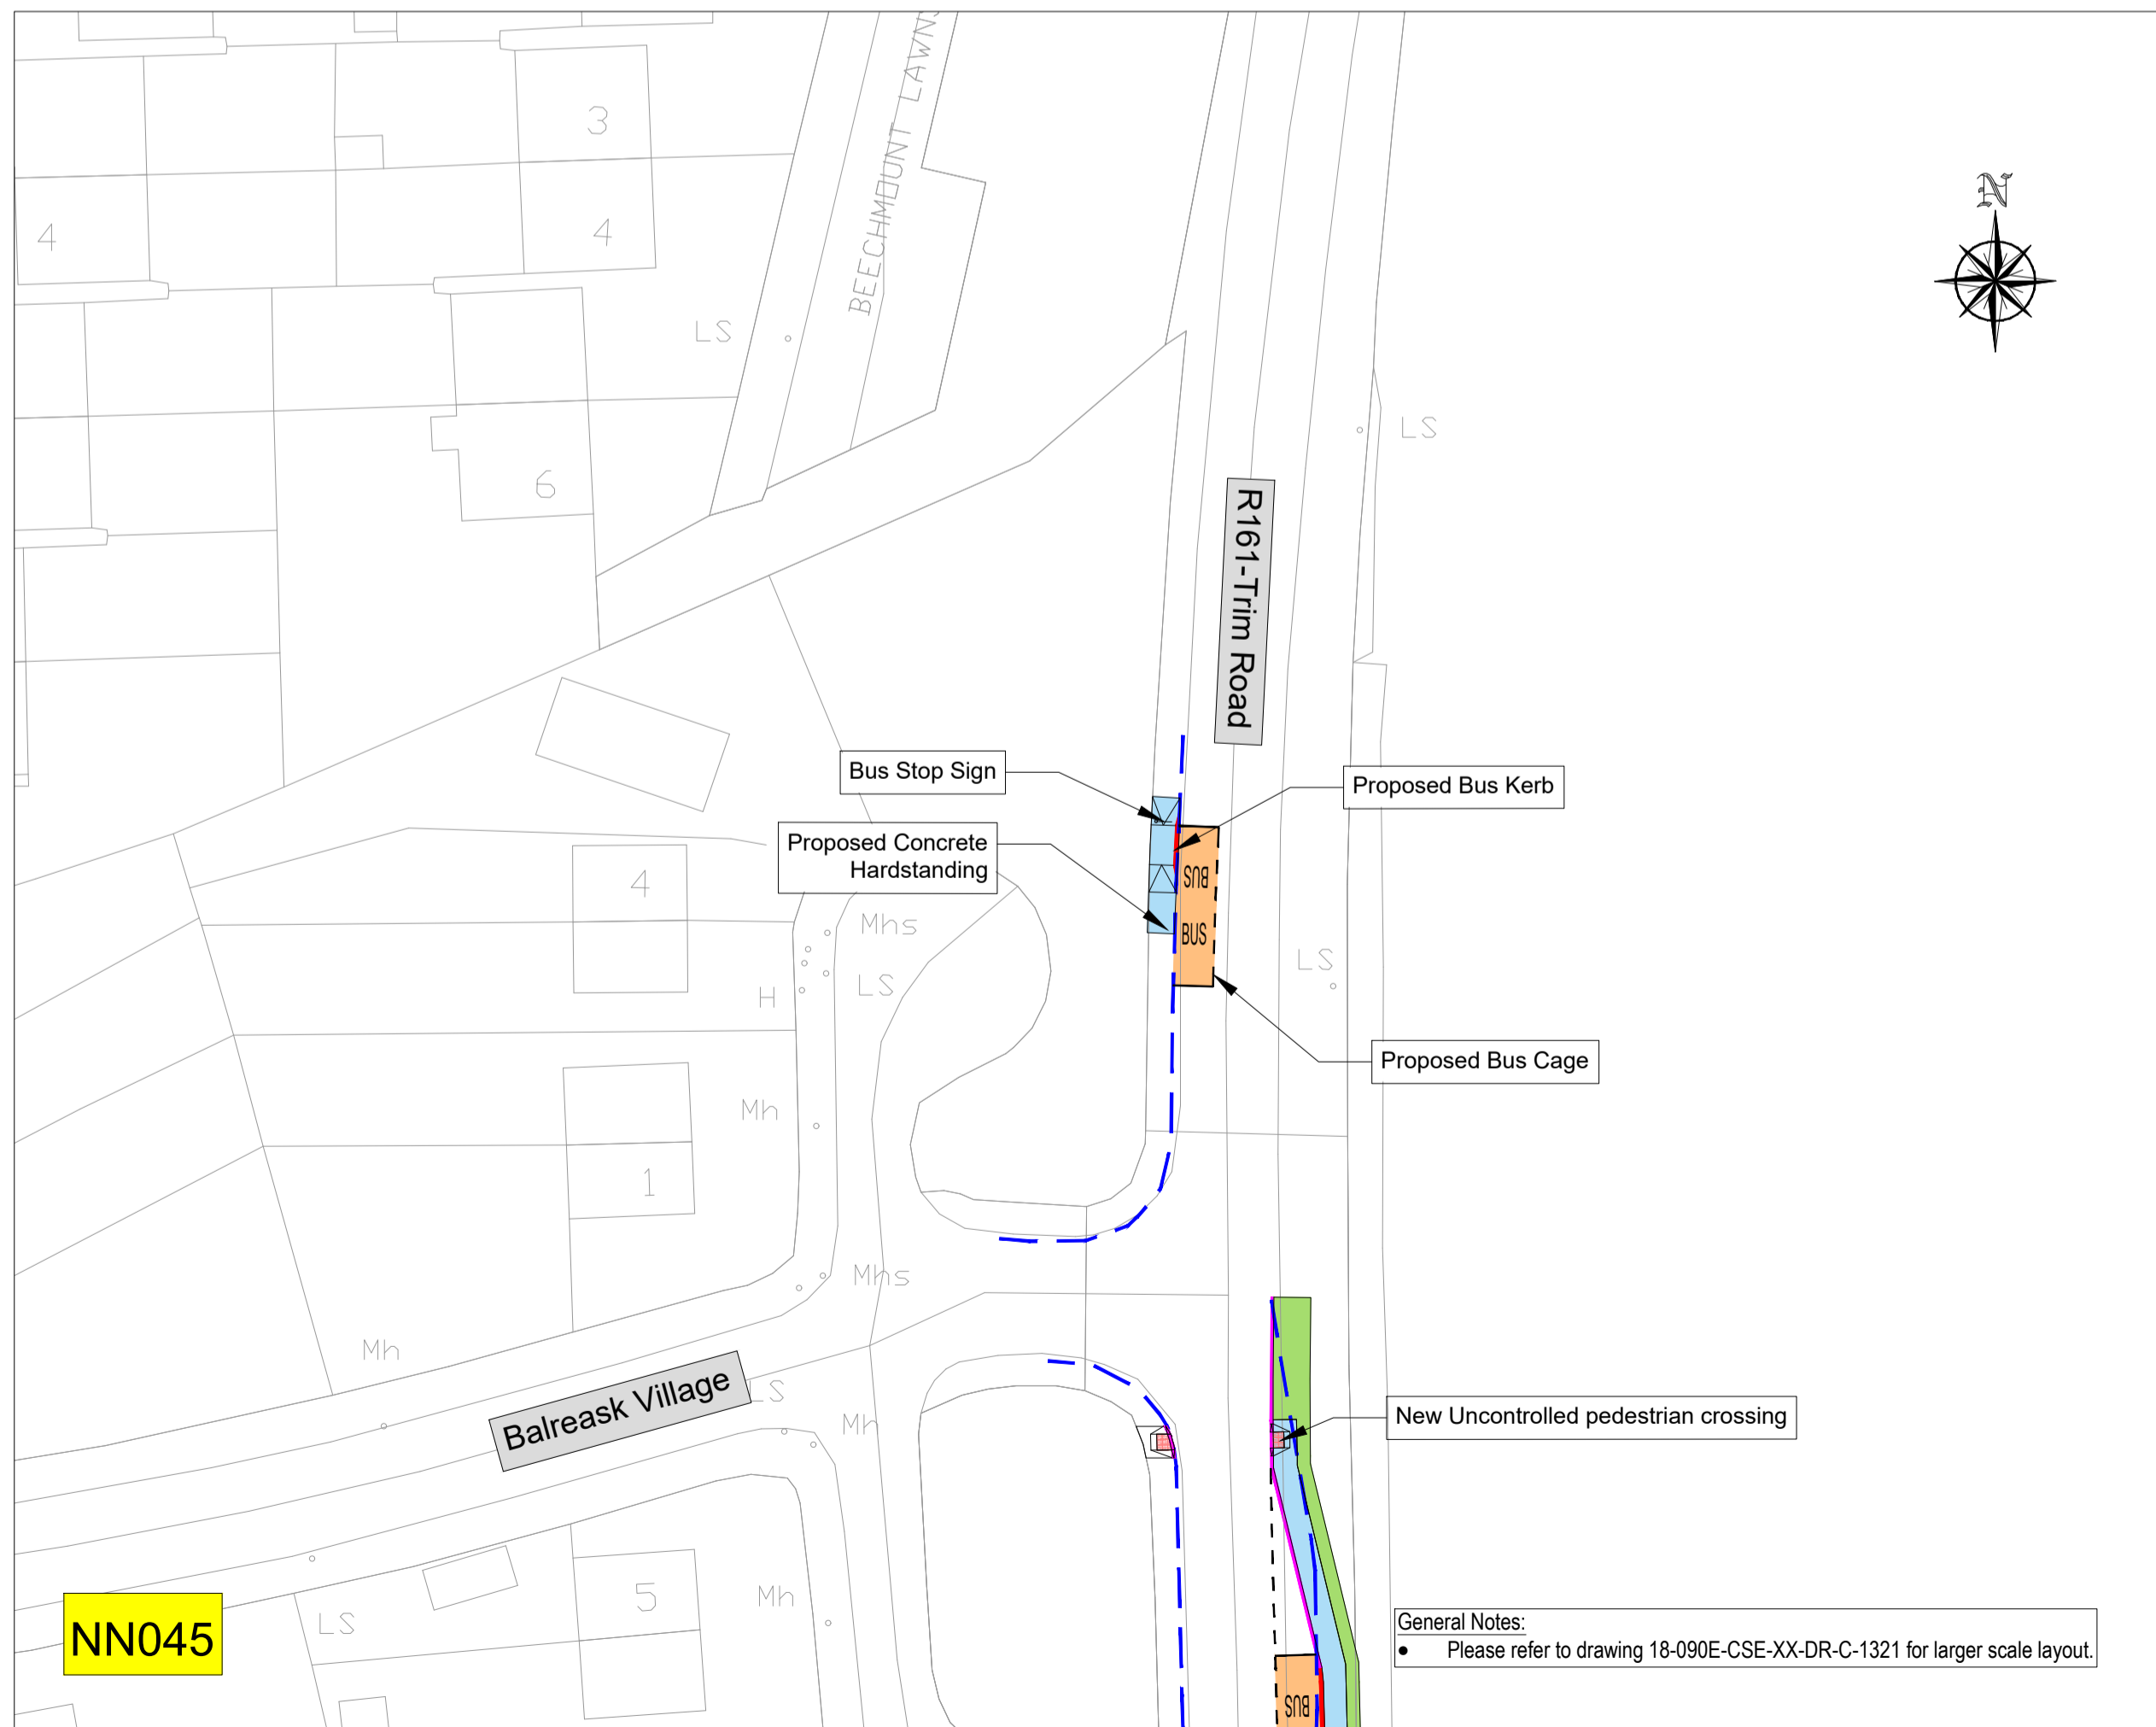 BEECHMOUNT LAWNS
3
4
4
N
LS
LS
6
R161-Trim Road
Bus Stop Sign
Proposed Bus Kerb
Proposed Concrete
Hardstanding
4
BUS
BUS
Mhs
LS
H
LS
Proposed Bus Cage
Mh
1
Mhs
Mh
Balreask Village
LS
Mh
New Uncontrolled pedestrian crossing
5
Mh
LS
NN045
General Notes:
• Please refer to drawing 18-090E-CSE-XX-DR-C-1321 for larger scale layout.
BUS